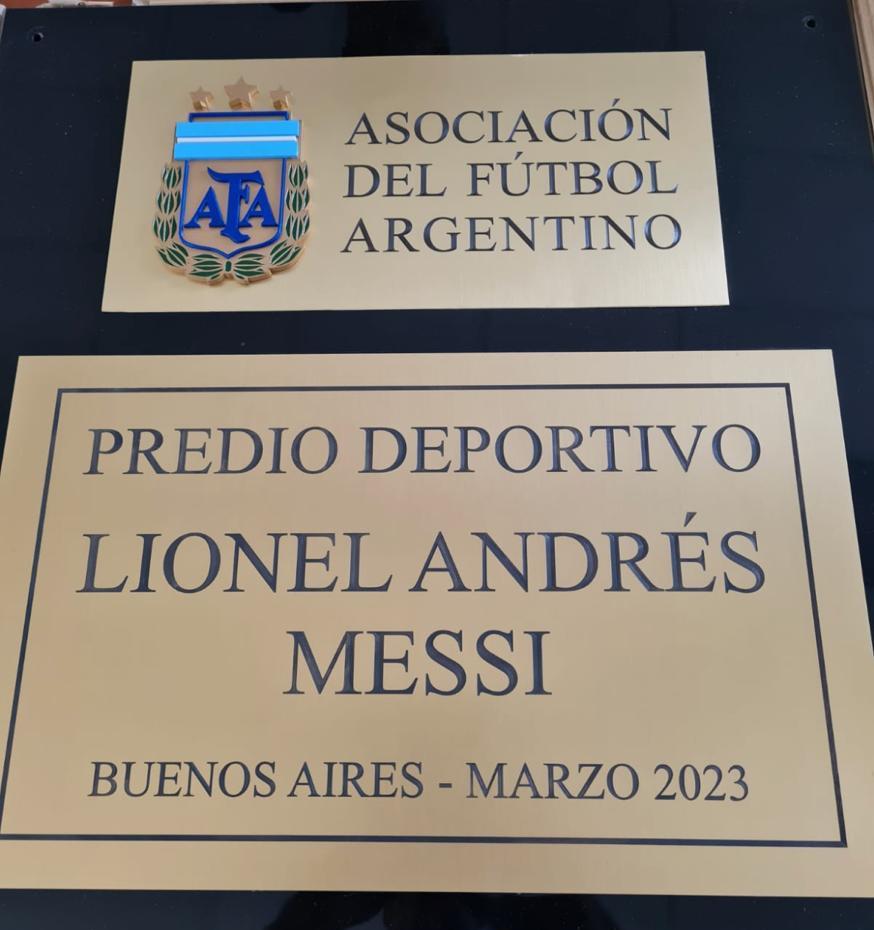 AFA
ASOCIACIÓN
DEL FÚTBOL
ARGENTINO
PREDIO DEPORTIVO
LIONEL ANDRÉS
MESSI
BUENOS AIRES - MARZO 2023